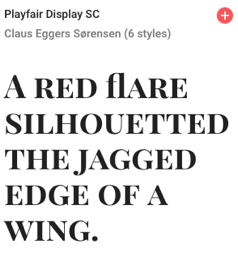 Playfair Display SC
Claus Eggers Sørensen (6 styles)
A RED flARE
SILHOUETTED
THE JAGGED
EDGE OF A
WING.